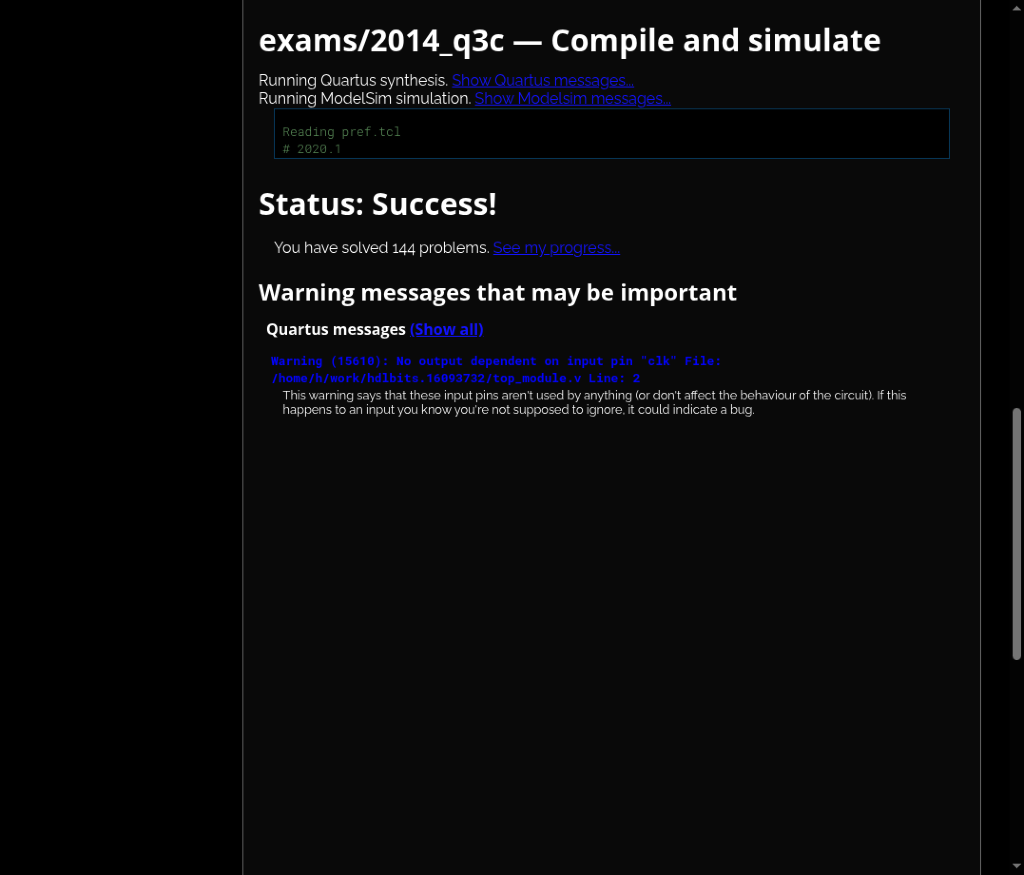 exams/2014_q3c — Compile and simulate
Running Quartus synthesis. Show Quartus messages...
Running ModelSim simulation. Show Modelsim messages...
Reading pref.tcl
# 2020.1
Status: Success!
You have solved 144 problems. See my progress...
Warning messages that may be important
Quartus messages (Show all)
Warning (15610): No output dependent on input pin "clk" File:
/home/h/work/hdlbits.16093732/top_module.v Line: 2
This warning says that these input pins aren't used by anything (or don't affect the behaviour of the circuit). If this
happens to an input you know you're not supposed to ignore, it could indicate a bug.